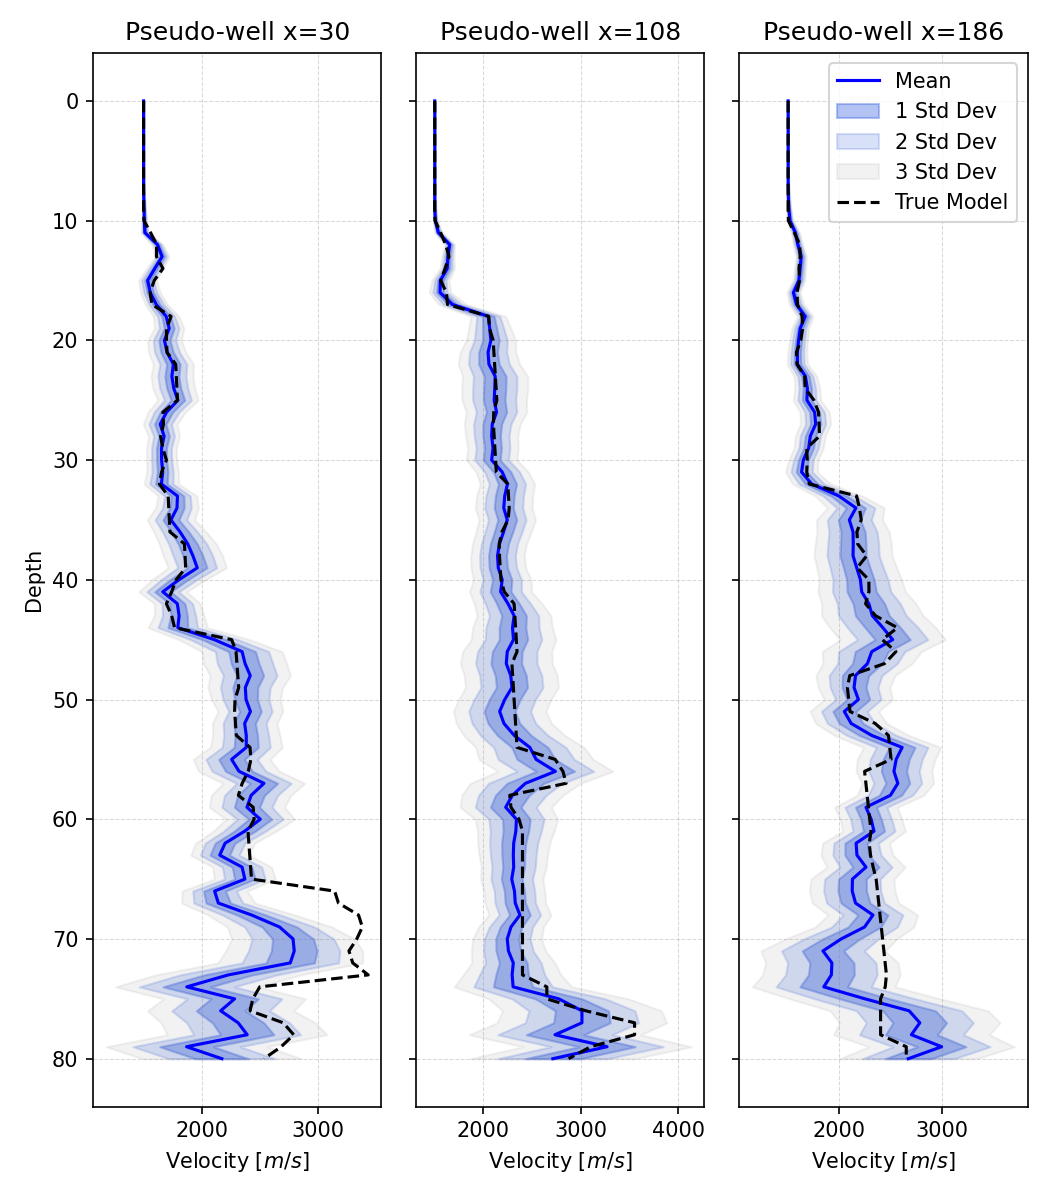 Pseudo-well x=30
Pseudo-well x=108
Pseudo-well x=186
Mean
1 Std Dev
2 Std Dev
3 Std Dev
True Model
Depth
0
10
20
30
40
50
60
70
80
2000 3000
2000 3000 4000
2000 3000
Velocity [m/s]
Velocity [m/s]
Velocity [m/s]